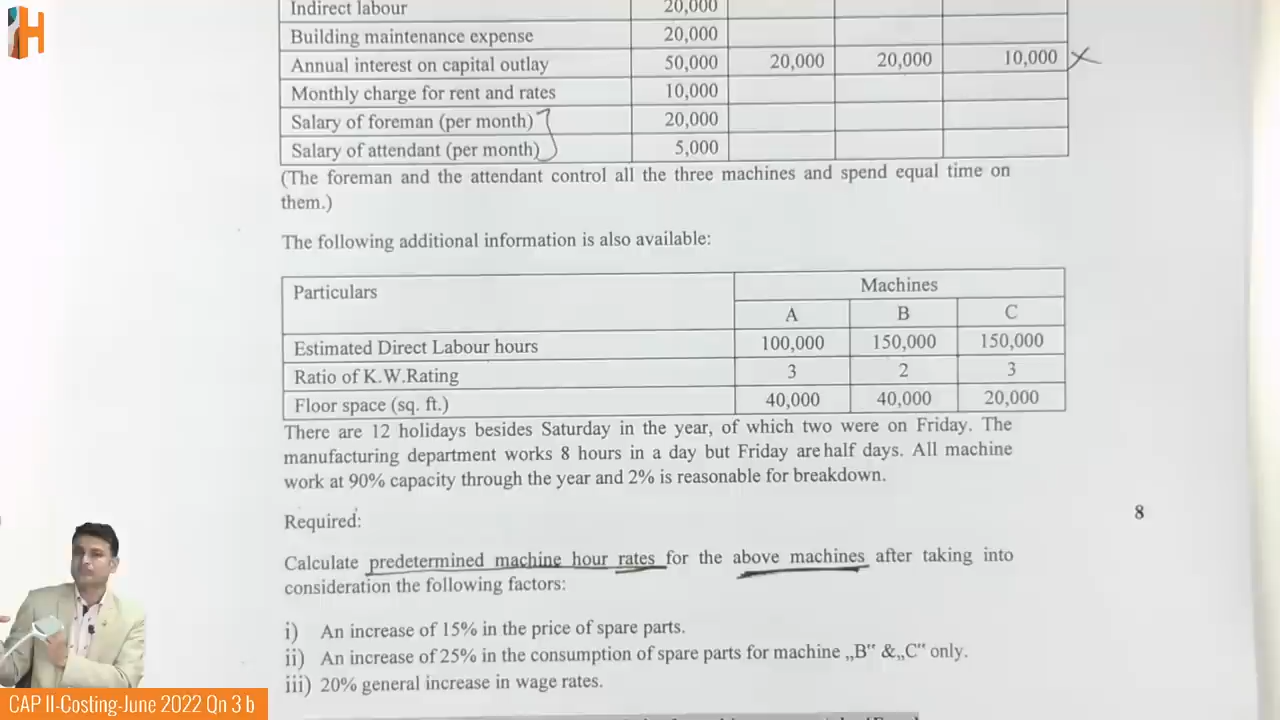 H
Indirect labour 20,000
Building maintenance expense 20,000
Annual interest on capital outlay 50,000 20,000 20,000 10,000
Monthly charge for rent and rates 10,000
Salary of foreman (per month) 20,000
Salary of attendant (per month) 5,000
(The foreman and the attendant control all the three machines and spend equal time on
them.)
The following additional information is also available:
Particulars Machines
A B C
Estimated Direct Labour hours 100,000 150,000 150,000
Ratio of K.W.Rating 3 2 3
Floor space (sq. ft.) 40,000 40,000 20,000
There are 12 holidays besides Saturday in the year, of which two were on Friday. The
manufacturing department works 8 hours in a day but Friday are half days. All machine
work at 90% capacity through the year and 2% is reasonable for breakdown.
Required:
8
Calculate predetermined machine hour rates for the above machines after taking into
consideration the following factors:
i) An increase of 15% in the price of spare parts.
ii) An increase of 25% in the consumption of spare parts for machine „B" &„C" only.
iii) 20% general increase in wage rates.
CAP II-Costing-June 2022 Qn 3 b